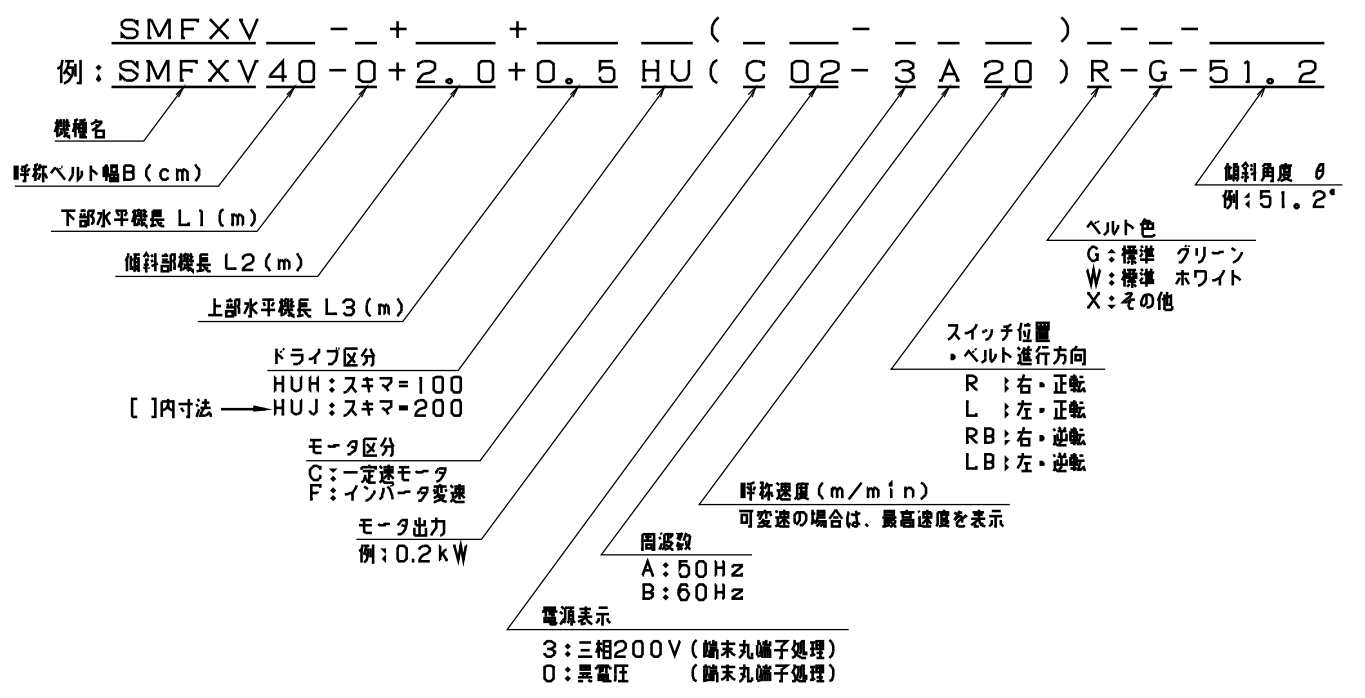 SMFXV__-_+___+___ __(_ __-_ _ __)_-_-____
例:SMFXV40-0+2.0+0.5 HU(C 02-3 A 20)R-G-51.2
機種名
呼称ベルト幅B(cm)
下部水平機長 L1(m)
傾斜部機長 L2(m)
上部水平機長 L3(m)
ドライブ区分
HUH:スキマ=100
[ ]内寸法 → HUJ:スキマ=200
モータ区分
C:一定速モータ
F:インバータ変速
モータ出力
例:0.2kW
電源表示
3:三相200V(端末丸端子処理)
0:異電圧 (端末丸端子処理)
周波数
A:50Hz
B:60Hz
呼称速度(m/min)
可変速の場合は、最高速度を表示
スイッチ位置
・ベルト進行方向
R :右・正転
L :左・正転
RB:右・逆転
LB:左・逆転
ベルト色
G:標準 グリーン
W:標準 ホワイト
X:その他
傾斜角度 θ
例:51.2°